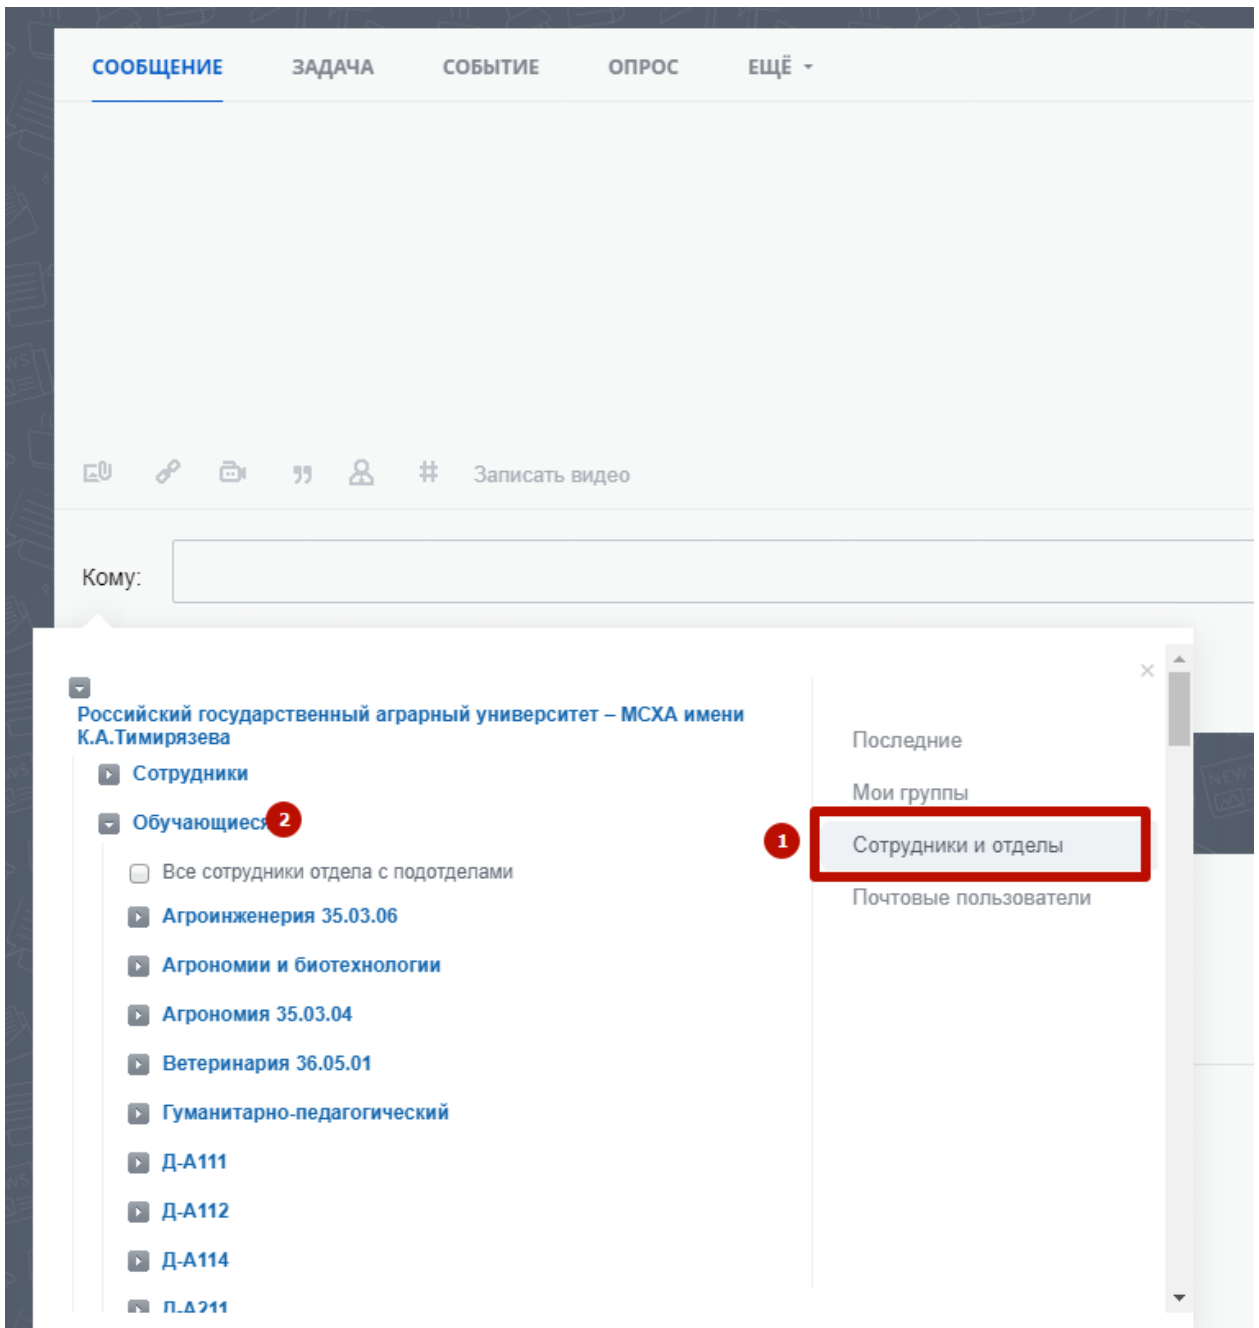 СООБЩЕНИЕ ЗАДАЧА СОБЫТИЕ ОПРОС ЕЩЁ
Записать видео
Кому:
Российский государственный аграрный университет – МСХА имени
К.А.Тимирязева
Сотрудники
Обучающиеся 2
Все сотрудники отдела с подотделами
Агроинженерия 35.03.06
Агрономии и биотехнологии
Агрономия 35.03.04
Ветеринария 36.05.01
Гуманитарно-педагогический
Д-А111
Д-А112
Д-А114
Д-А211
Последние
Мои группы
1 Сотрудники и отделы
Почтовые пользователи
NEWS